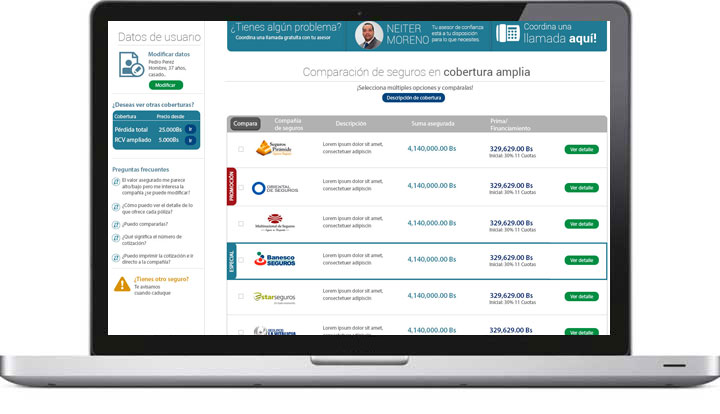 Datos de usuario
Modificar datos
Pedro Perez
Hombre, 37 años,
casado..
Modificar
¿Deseas ver otras coberturas?
Cobertura Precio desde
Pérdida total 25.000Bs Ir
RCV ampliado 5.000Bs Ir
Preguntas frecuentes
El valor asegurado me parece
alto/bajo pero me interesa la
compañía ¿se puede modificar?
¿Cómo puedo ver el detalle de lo
que ofrece cada póliza?
¿Puedo compararlas?
¿Qué significa el número de
cotización?
¿Puedo imprimir la cotización e ir
directo a la compañía?
¿Tienes otro seguro?
Te avisamos
cuando caduque
¿Tienes algún problema?
Coordina una llamada gratuita con tu asesor
NEITER
MORENO
Tu asesor de confianza
está a tu disposición
para lo que necesites.
Coordina una
llamada aquí!
Comparación de seguros en cobertura amplia
¡Selecciona múltiples opciones y compáralas!
Descripción de cobertura
Compara
Compañía
de seguros
Descripción
Suma asegurada
Prima/
Financiamiento
Seguros
Pirámide
Lorem ipsum dolor sit amet,
consectetuer adipiscin
4,140,000.00 Bs
329,629.00 Bs
Inicial: 30% 11 Cuotas
Ver detalle
PROMOCIÓN
ORIENTAL
DE SEGUROS
Lorem ipsum dolor sit amet,
consectetuer adipiscin
4,140,000.00 Bs
329,629.00 Bs
Inicial: 30% 11 Cuotas
Ver detalle
Multinacional de Seguros
Lorem ipsum dolor sit amet,
consectetuer adipiscin
4,140,000.00 Bs
329,629.00 Bs
Inicial: 30% 11 Cuotas
Ver detalle
ESPECIAL
Banesco
SEGUROS
Lorem ipsum dolor sit amet,
consectetuer adipiscin
4,140,000.00 Bs
329,629.00 Bs
Inicial: 30% 11 Cuotas
Ver detalle
starseguros
Lorem ipsum dolor sit amet,
consectetuer adipiscin
4,140,000.00 Bs
329,629.00 Bs
Inicial: 30% 11 Cuotas
Ver detalle
LA VITALICIA
Lorem ipsum dolor sit amet,
consectetuer adipiscin
4,140,000.00 Bs
329,629.00 Bs
Ver detalle